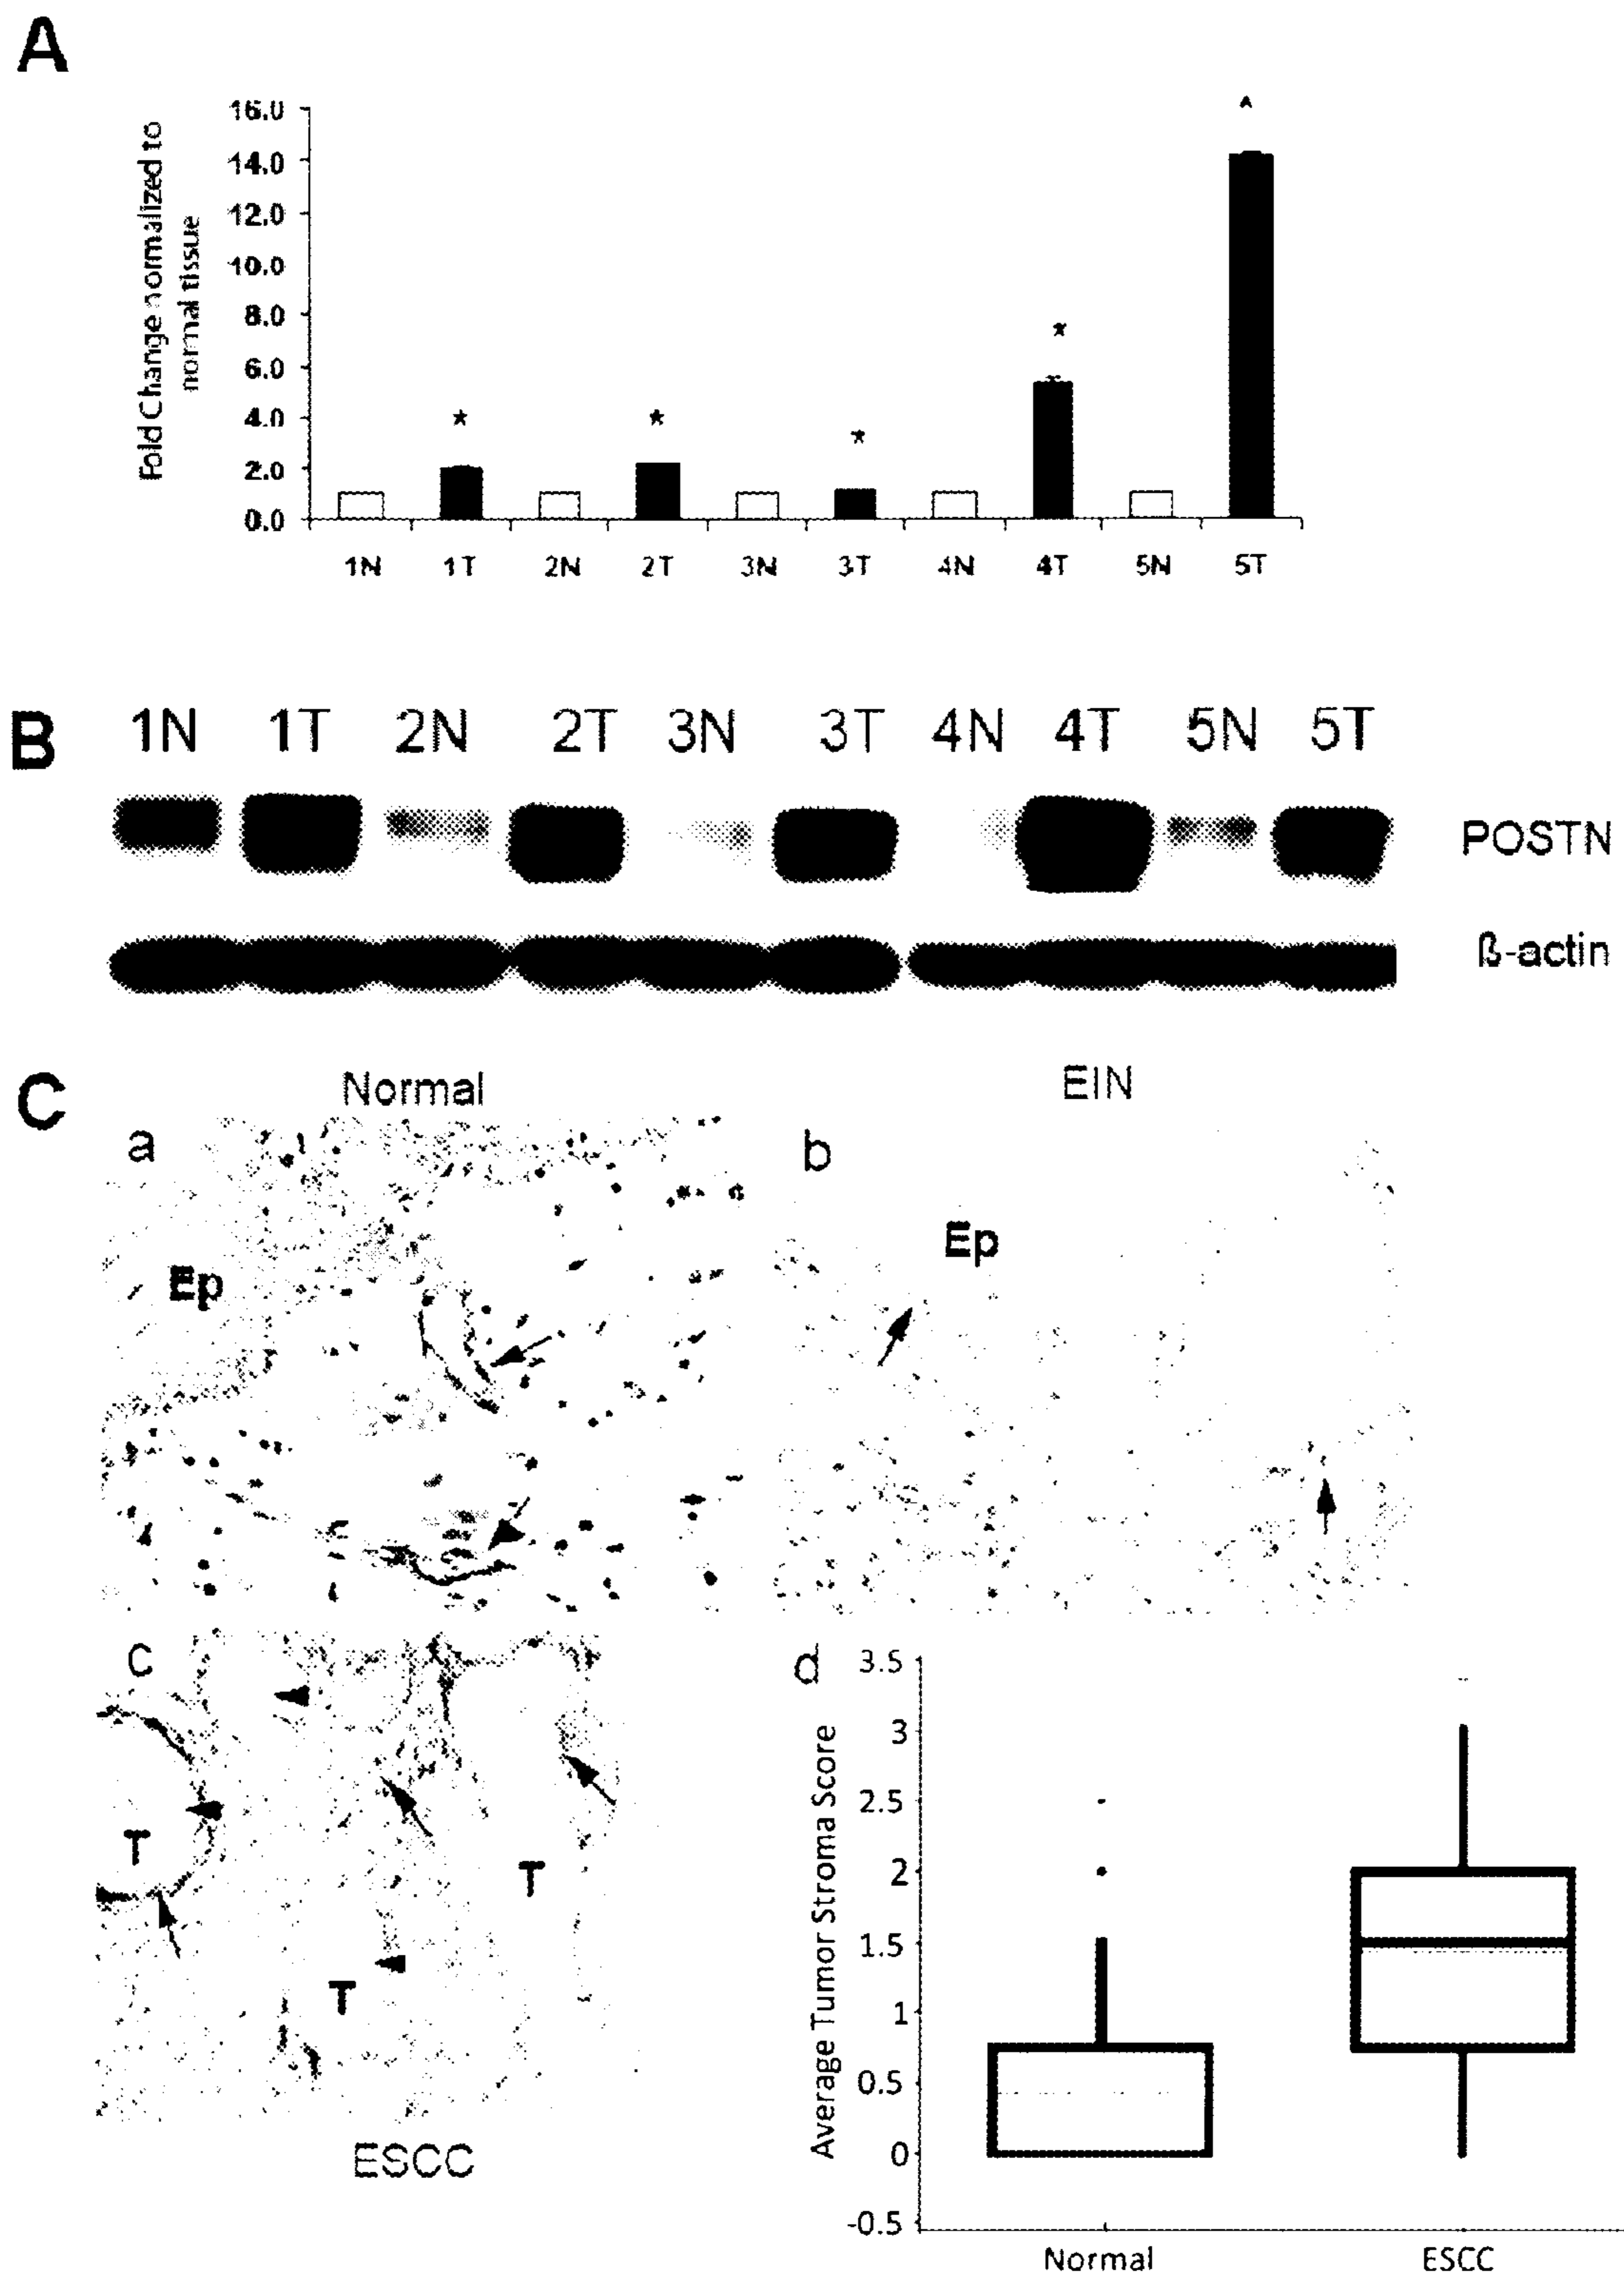 A
Fold Change normalized to
normal tissue
16.0
14.0
12.0
10.0
8.0
6.0
4.0
2.0
0.0
* * * * ^
1N 1T 2N 2T 3N 3T 4N 4T 5N 5T
B
1N 1T 2N 2T 3N 3T 4N 4T 5N 5T
POSTN
ß-actin
C
Normal
EIN
a
Ep
b
Ep
c
T
T
T
ESCC
d
Average Tumor Stroma Score
3.5
3
2.5
2
1.5
1
0.5
0
-0.5
Normal ESCC